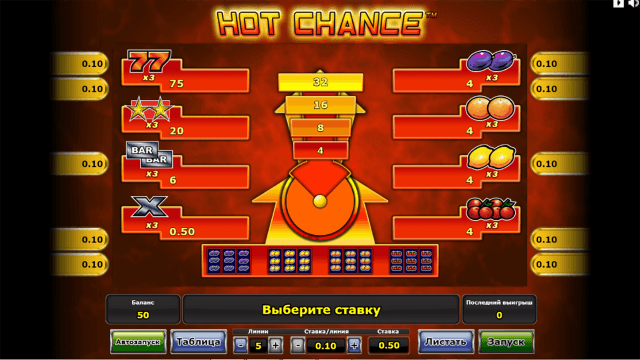 HOT CHANCE™
0.10
0.10
0.10
0.10
0.10
77
x3
75
x3
20
BAR
BAR
x3
6
X
x3
0.50
32
16
8
4
x3
4
x3
4
x3
4
x3
4
0.10
0.10
0.10
0.10
0.10
Баланс
50
Выберите ставку
Последний выигрыш
0
Автозапуск
Таблица
Линии
- 5 +
Ставка/линия
- 0.10 +
Ставка
0.50
Листать
Запуск